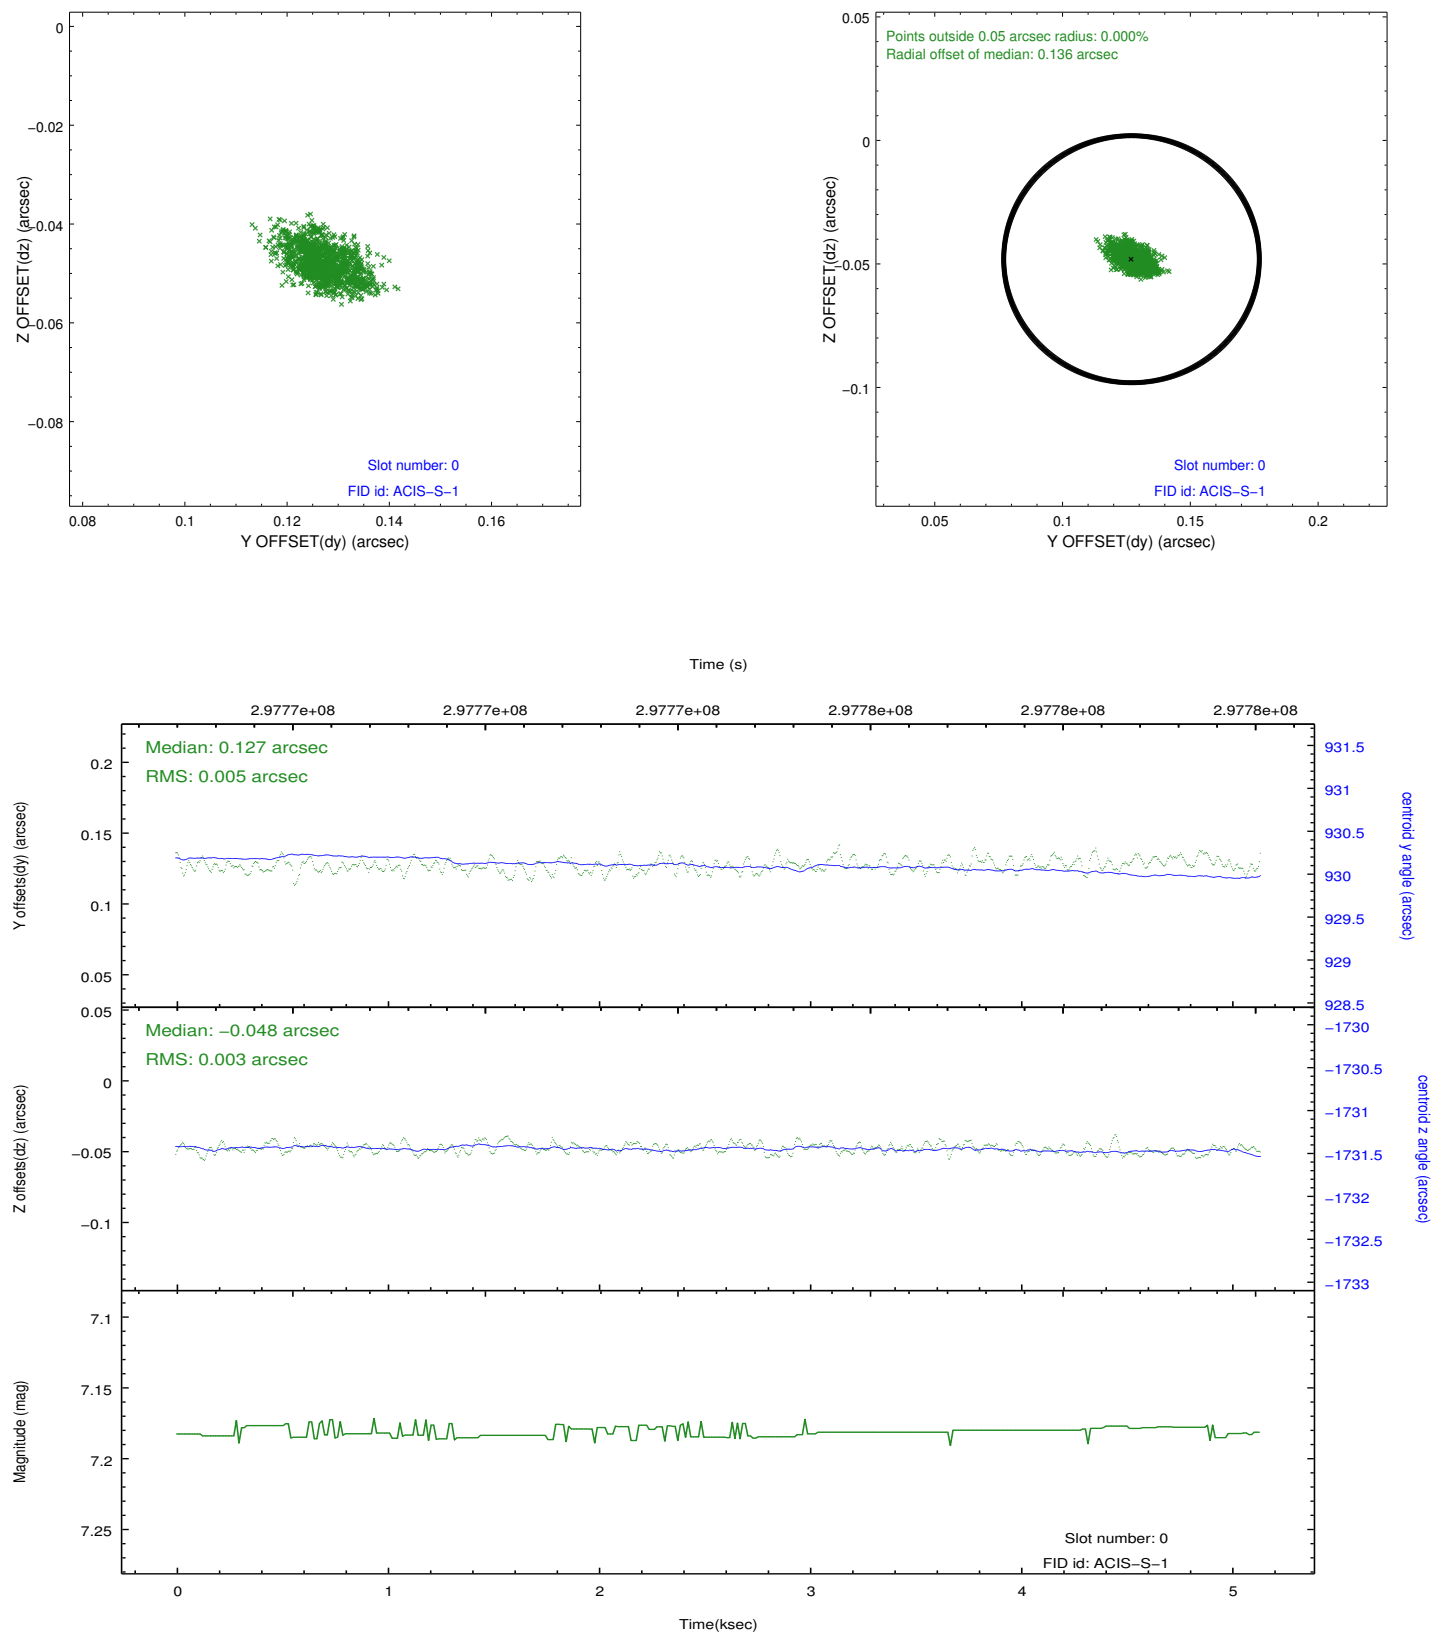 0
−0.02
−0.04
−0.06
−0.08
Z OFFSET(dz) (arcsec)
Slot number: 0
FID id: ACIS−S−1
0.08 0.1 0.12 0.14 0.16
Y OFFSET(dy) (arcsec)
0.05
0
−0.05
−0.1
Z OFFSET(dz) (arcsec)
Points outside 0.05 arcsec radius: 0.000%
Radial offset of median: 0.136 arcsec
Slot number: 0
FID id: ACIS−S−1
0.05 0.1 0.15 0.2
Y OFFSET(dy) (arcsec)
Time (s)
2.9777e+08 2.9777e+08 2.9777e+08 2.9778e+08 2.9778e+08 2.9778e+08
Median: 0.127 arcsec
RMS: 0.005 arcsec
0.2
0.15
0.1
0.05
Y offsets(dy) (arcsec)
931.5
931
930.5
930
929.5
929
928.5
centroid y angle (arcsec)
Median: −0.048 arcsec
RMS: 0.003 arcsec
0.05
0
−0.05
−0.1
Z offsets(dz) (arcsec)
−1730
−1730.5
−1731
−1731.5
−1732
−1732.5
−1733
centroid z angle (arcsec)
7.1
7.15
7.2
7.25
Magnitude (mag)
Slot number: 0
FID id: ACIS−S−1
0 1 2 3 4 5
Time(ksec)